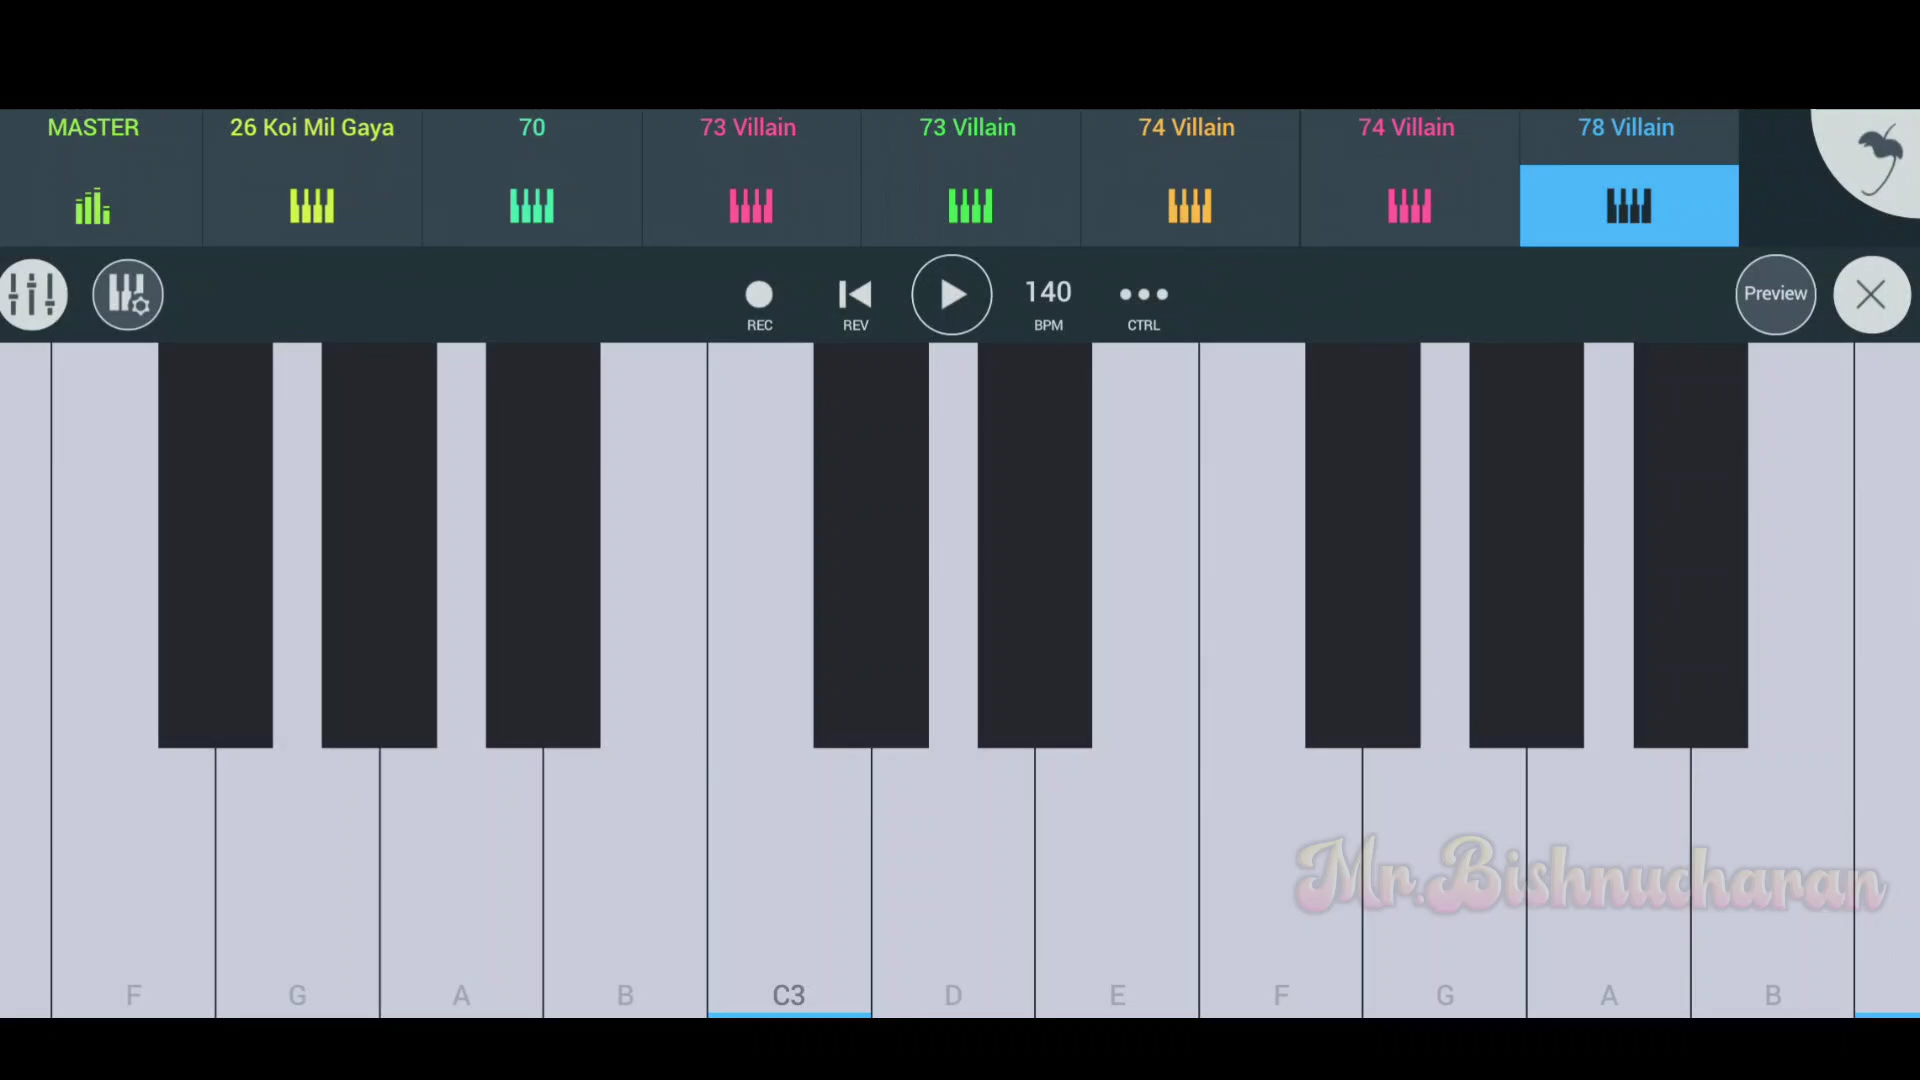 MASTER 26 Koi Mil Gaya 70 73 Villain 73 Villain 74 Villain 74 Villain 78 Villain
140 Preview
REC REV BPM CTRL
Mr.Bishnucharan
F G A B C3 D E F G A B